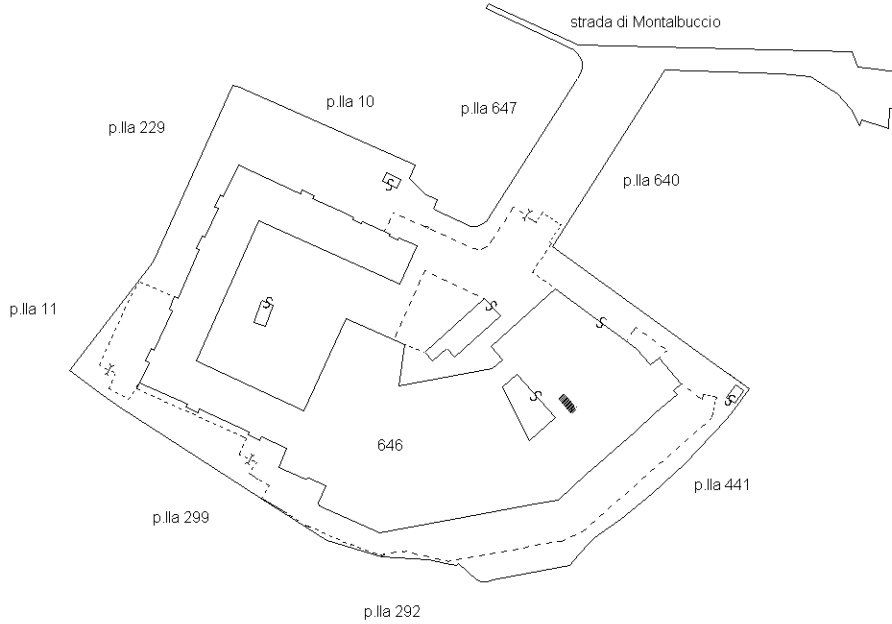 strada di Montalbuccio
p.lla 10
p.lla 647
p.lla 229
p.lla 640
p.lla 11
646
p.lla 441
p.lla 299
p.lla 292